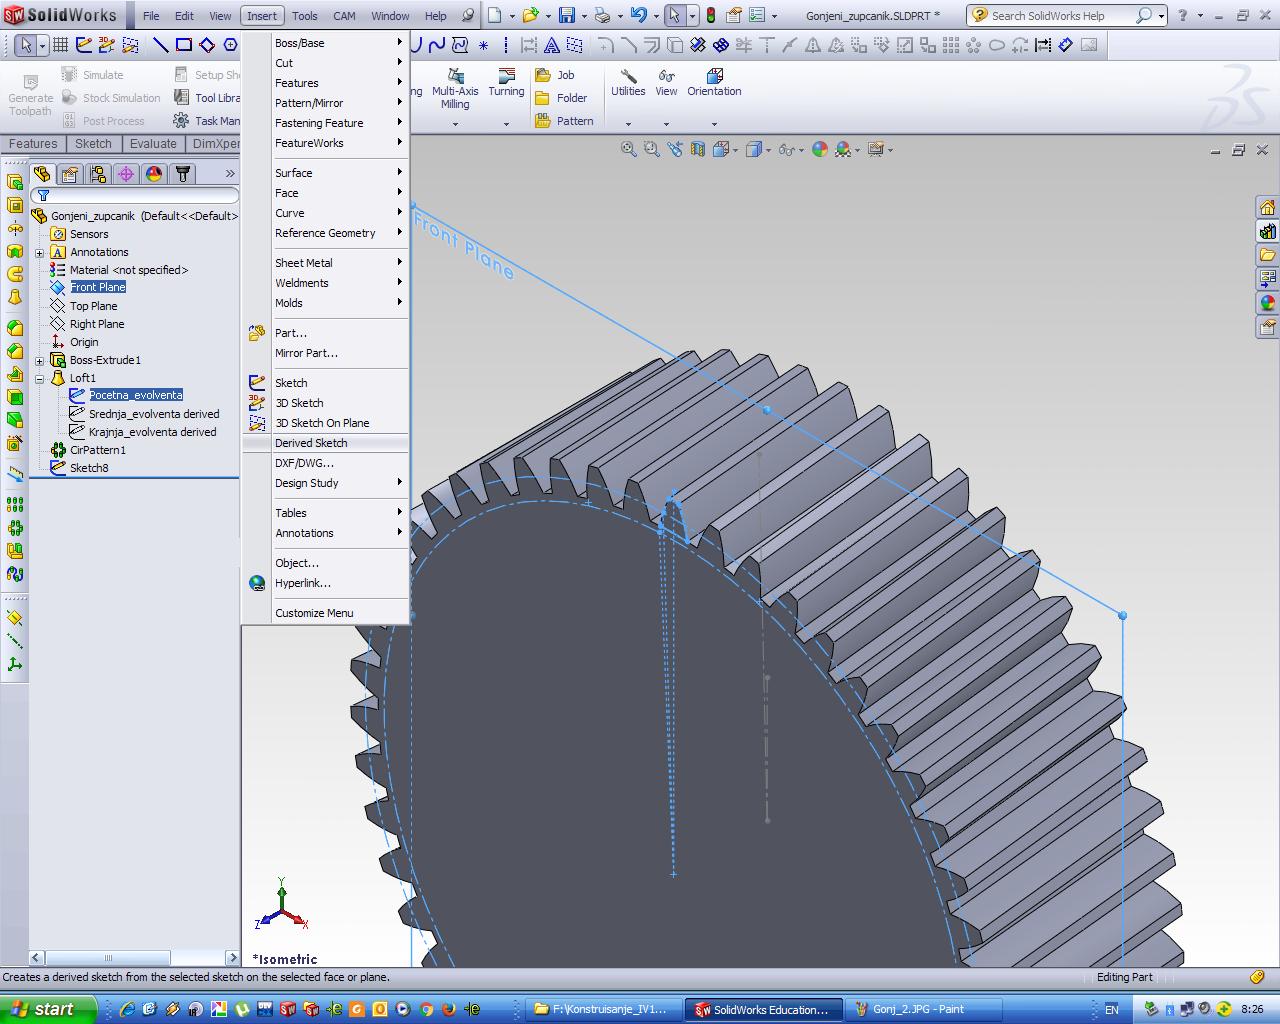 SolidWorks
File Edit View Insert Tools CAM Window Help
Gonjeni_zupcanik.SLDPRT *
Search SolidWorks Help
Generate Toolpath
Simulate
Stock Simulation
Post Process
Setup Sh
Tool Libra
Task Man
ng
Multi-Axis Milling
Turning
Job
Folder
Pattern
Utilities
View
Orientation
Features Sketch Evaluate DimXper
Gonjeni_zupcanik (Default<<Default>
Sensors
Annotations
Material <not specified>
Front Plane
Top Plane
Right Plane
Origin
Boss-Extrude1
Loft1
Pocetna_evolventa
Srednja_evolventa derived
Krajnja_evolventa derived
CirPattern1
Sketch8
Boss/Base
Cut
Features
Pattern/Mirror
Fastening Feature
FeatureWorks
Surface
Face
Curve
Reference Geometry
Sheet Metal
Weldments
Molds
Part...
Mirror Part...
Sketch
3D Sketch
3D Sketch On Plane
Derived Sketch
DXF/DWG...
Design Study
Tables
Annotations
Object...
Hyperlink...
Customize Menu
Front Plane
Y
Z
X
*Isometric
Creates a derived sketch from the selected sketch on the selected face or plane.
Editing Part
start
F:\Konstruisanje_IV1...
SolidWorks Education...
Gonj_2.JPG - Paint
EN
8:26